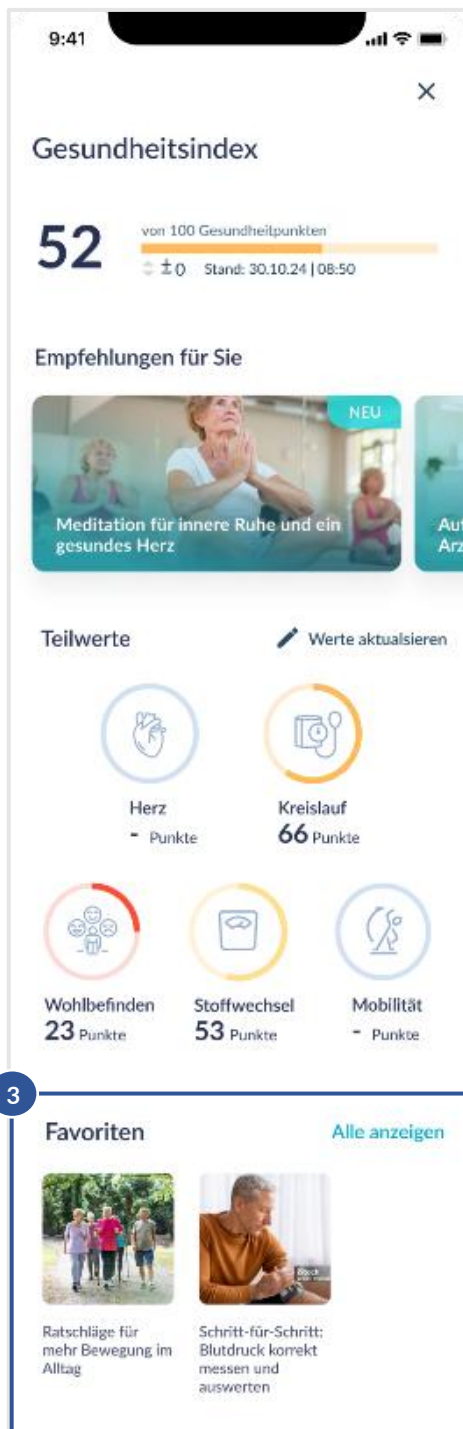 9:41
Gesundheitsindex
52
von 100 Gesundheitpunkten
±0 Stand: 30.10.24 | 08:50
Empfehlungen für Sie
NEU
Meditation für innere Ruhe und ein
gesundes Herz
Teilwerte
Werte aktualsieren
Herz
- Punkte
Kreislauf
66 Punkte
Wohlbefinden
23 Punkte
Stoffwechsel
53 Punkte
Mobilität
- Punkte
3
Favoriten
Alle anzeigen
iStock
Ratschläge für
mehr Bewegung im
Alltag
Schritt-für-Schritt:
Blutdruck korrekt
messen und
auswerten